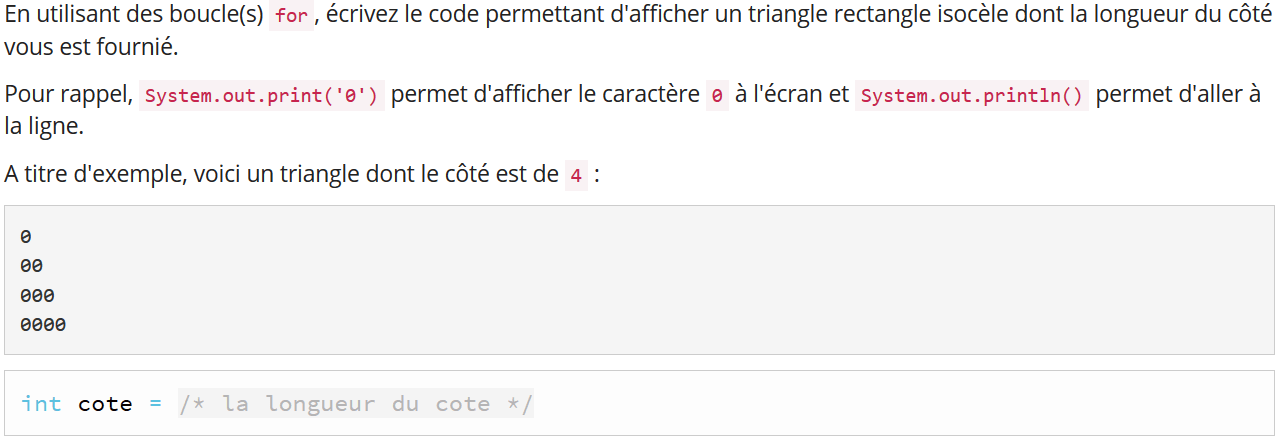 En utilisant des boucle(s) for, écrivez le code permettant d'afficher un triangle rectangle isocèle dont la longueur du côté
vous est fournié.
Pour rappel, System.out.print('0') permet d'afficher le caractère 0 à l'écran et System.out.println() permet d'aller à
la ligne.
A titre d'exemple, voici un triangle dont le côté est de 4 :
0
00
000
0000
int cote = /* la longueur du cote */